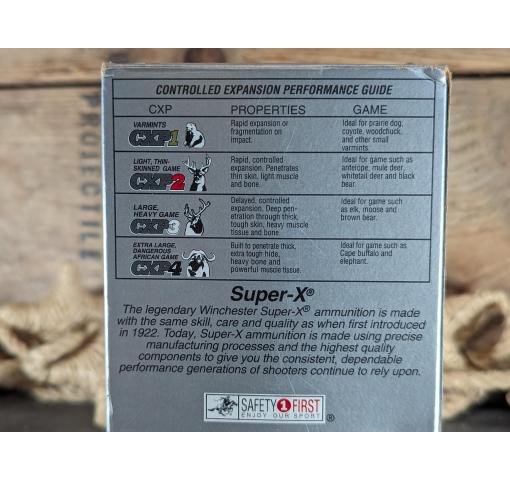 CONTROLLED EXPANSION PERFORMANCE GUIDE
CXP PROPERTIES GAME
VARMINTS
CXP1
Rapid expansion or
fragmentation on
impact.
Ideal for prairie dog,
coyote, woodchuck,
and other small
varmints.
LIGHT, THIN-
SKINNED GAME
CXP2
Rapid, controlled
expansion. Penetrates
thin skin, light muscle
and bone.
Ideal for game such as
antelope, mule deer,
whitetail deer and black
bear.
LARGE,
HEAVY GAME
CXP3
Delayed, controlled
expansion. Deep pen-
etration through thick,
tough skin, heavy muscle
tissue and bone.
Ideal for game such
as elk, moose and
brown bear.
EXTRA LARGE,
DANGEROUS
AFRICAN GAME
CXP4
Built to penetrate thick,
extra tough hide,
heavy bone and
powerful muscle tissue.
Ideal for game such as
Cape buffalo and
elephant.
Super-X®
The legendary Winchester Super-X® ammunition is made
with the same skill, care and quality as when first introduced
in 1922. Today, Super-X ammunition is made using precise
manufacturing processes and the highest quality
components to give you the consistent, dependable
performance generations of shooters continue to rely upon.
SAFETY 1 FIRST
ENJOY OUR SPORT ®